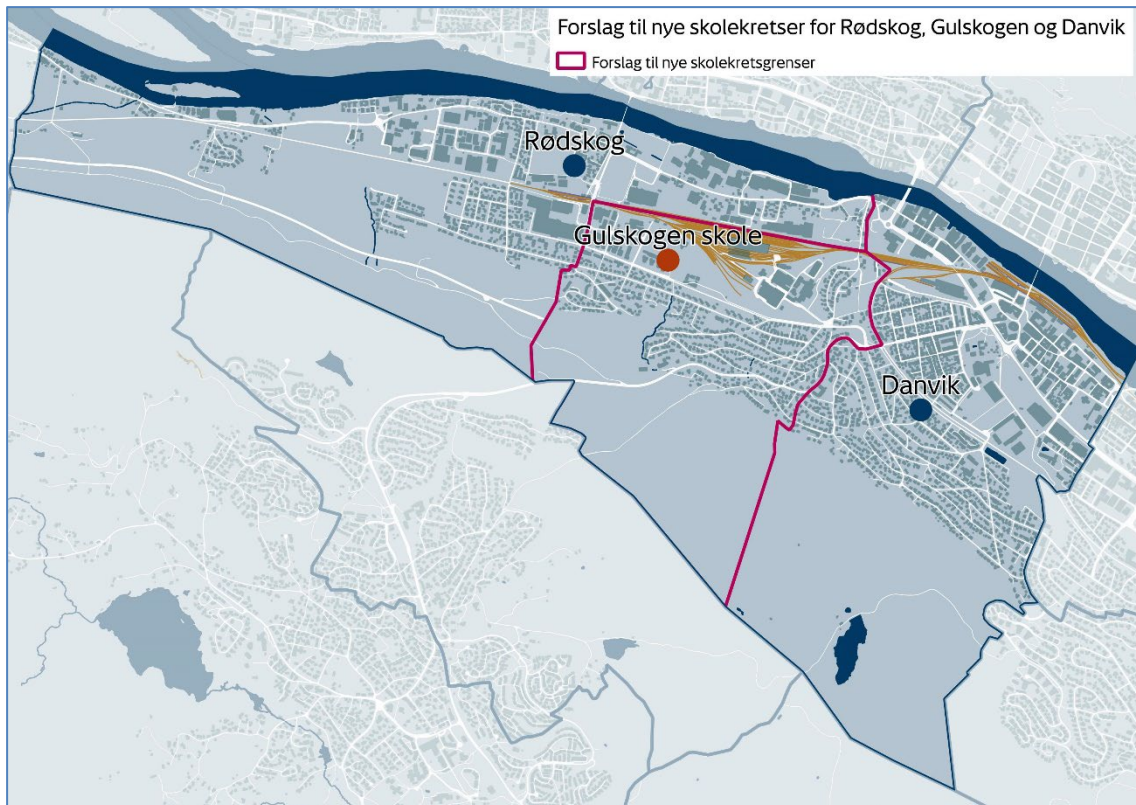 Forslag til nye skolekretser for Rødskog, Gulskogen og Danvik
Forslag til nye skolekretsgrenser
Rødskog
Gulskogen skole
Danvik